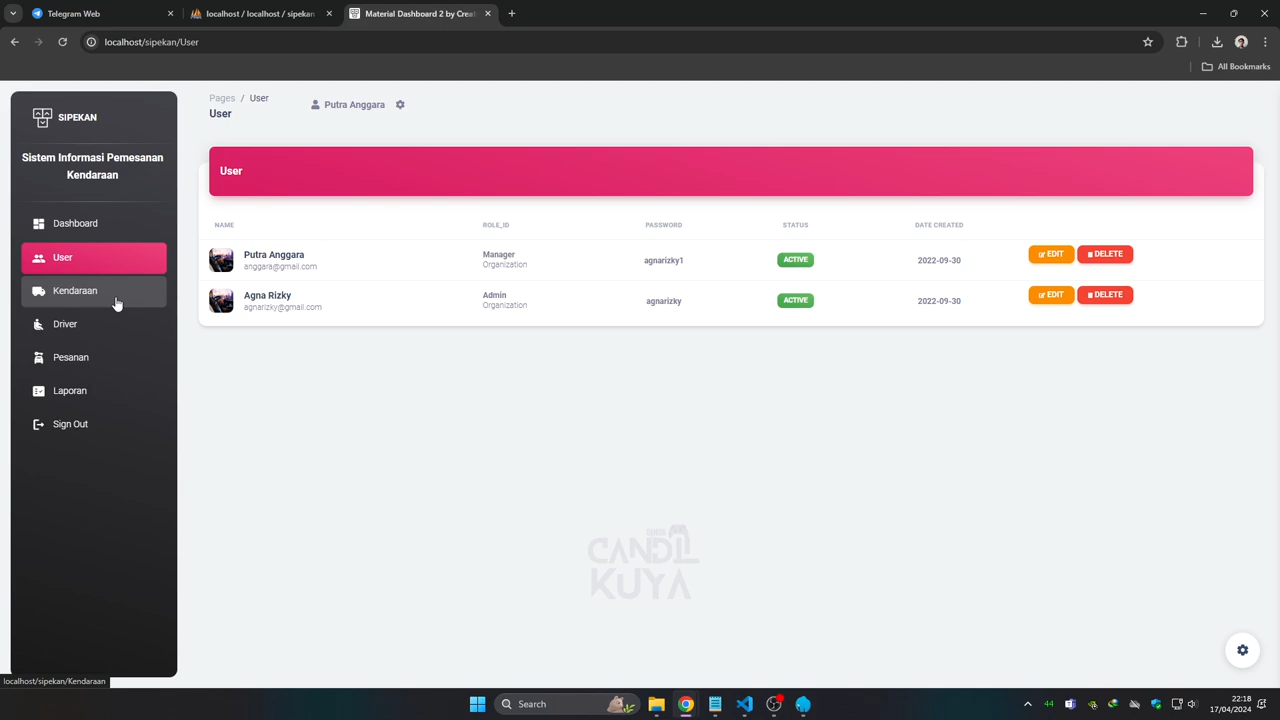 Telegram Web
localhost / localhost / sipekan
Material Dashboard 2 by Creat
localhost/sipekan/User
All Bookmarks
SIPEKAN
Sistem Informasi Pemesanan
Kendaraan
Dashboard
User
Kendaraan
Driver
Pesanan
Laporan
Sign Out
Pages / User
User
Putra Anggara
User
NAME ROLE_ID PASSWORD STATUS DATE CREATED
Putra Anggara
anggara@gmail.com
Manager
Organization
agnarizky1
ACTIVE
2022-09-30
EDIT
DELETE
Agna Rizky
agnarizky@gmail.com
Admin
Organization
agnarizky
ACTIVE
2022-09-30
EDIT
DELETE
CANDIL
KUYA
localhost/sipekan/Kendaraan
Search
44
22:18
17/04/2024